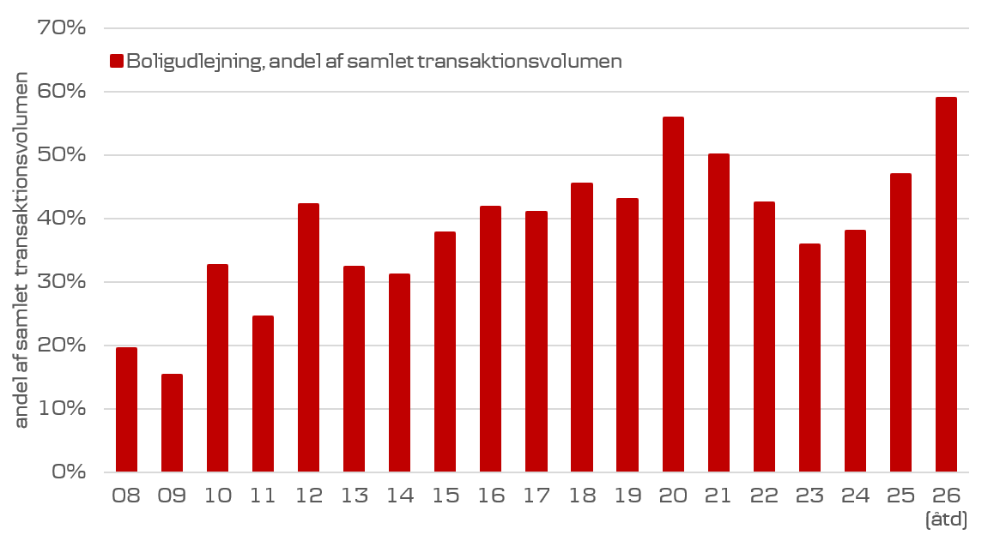 70%
Boligudlejning, andel af samlet transaktionsvolumen
60%
50%
40%
30%
20%
10%
0%
andel af samlet transaktionsvolumen
08 09 10 11 12 13 14 15 16 17 18 19 20 21 22 23 24 25 26
(åtd)